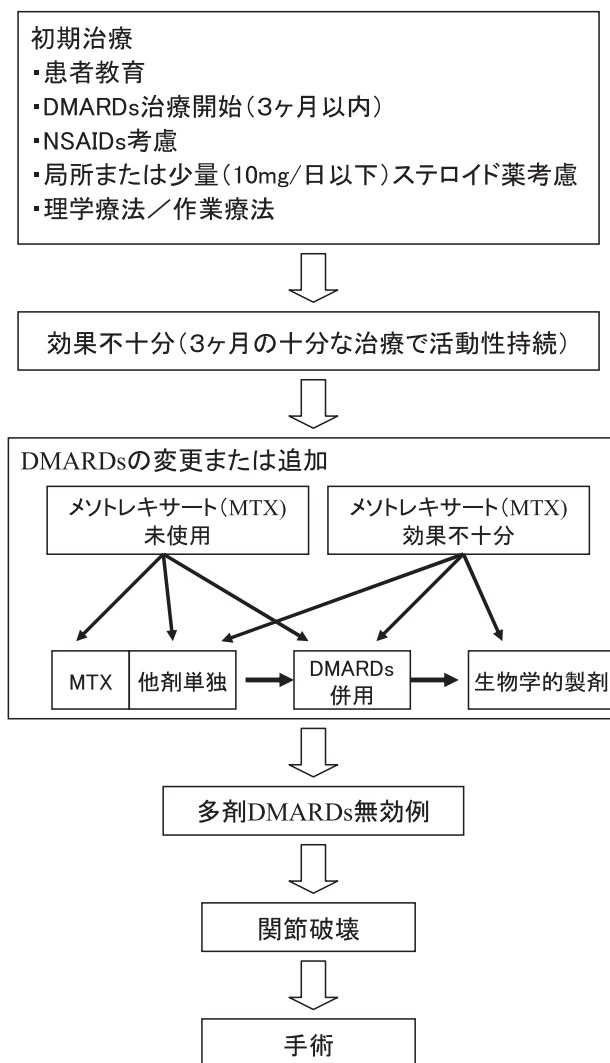 初期治療
・患者教育
・DMARDs治療開始(3ヶ月以内)
・NSAIDs考慮
・局所または少量(10mg/日以下)ステロイド薬考慮
・理学療法／作業療法
効果不十分(3ヶ月の十分な治療で活動性持続)
DMARDsの変更または追加
メソトレキサート(MTX)
未使用
メソトレキサート(MTX)
効果不十分
MTX
他剤単独
DMARDs
併用
生物学的製剤
多剤DMARDs無効例
関節破壊
手術